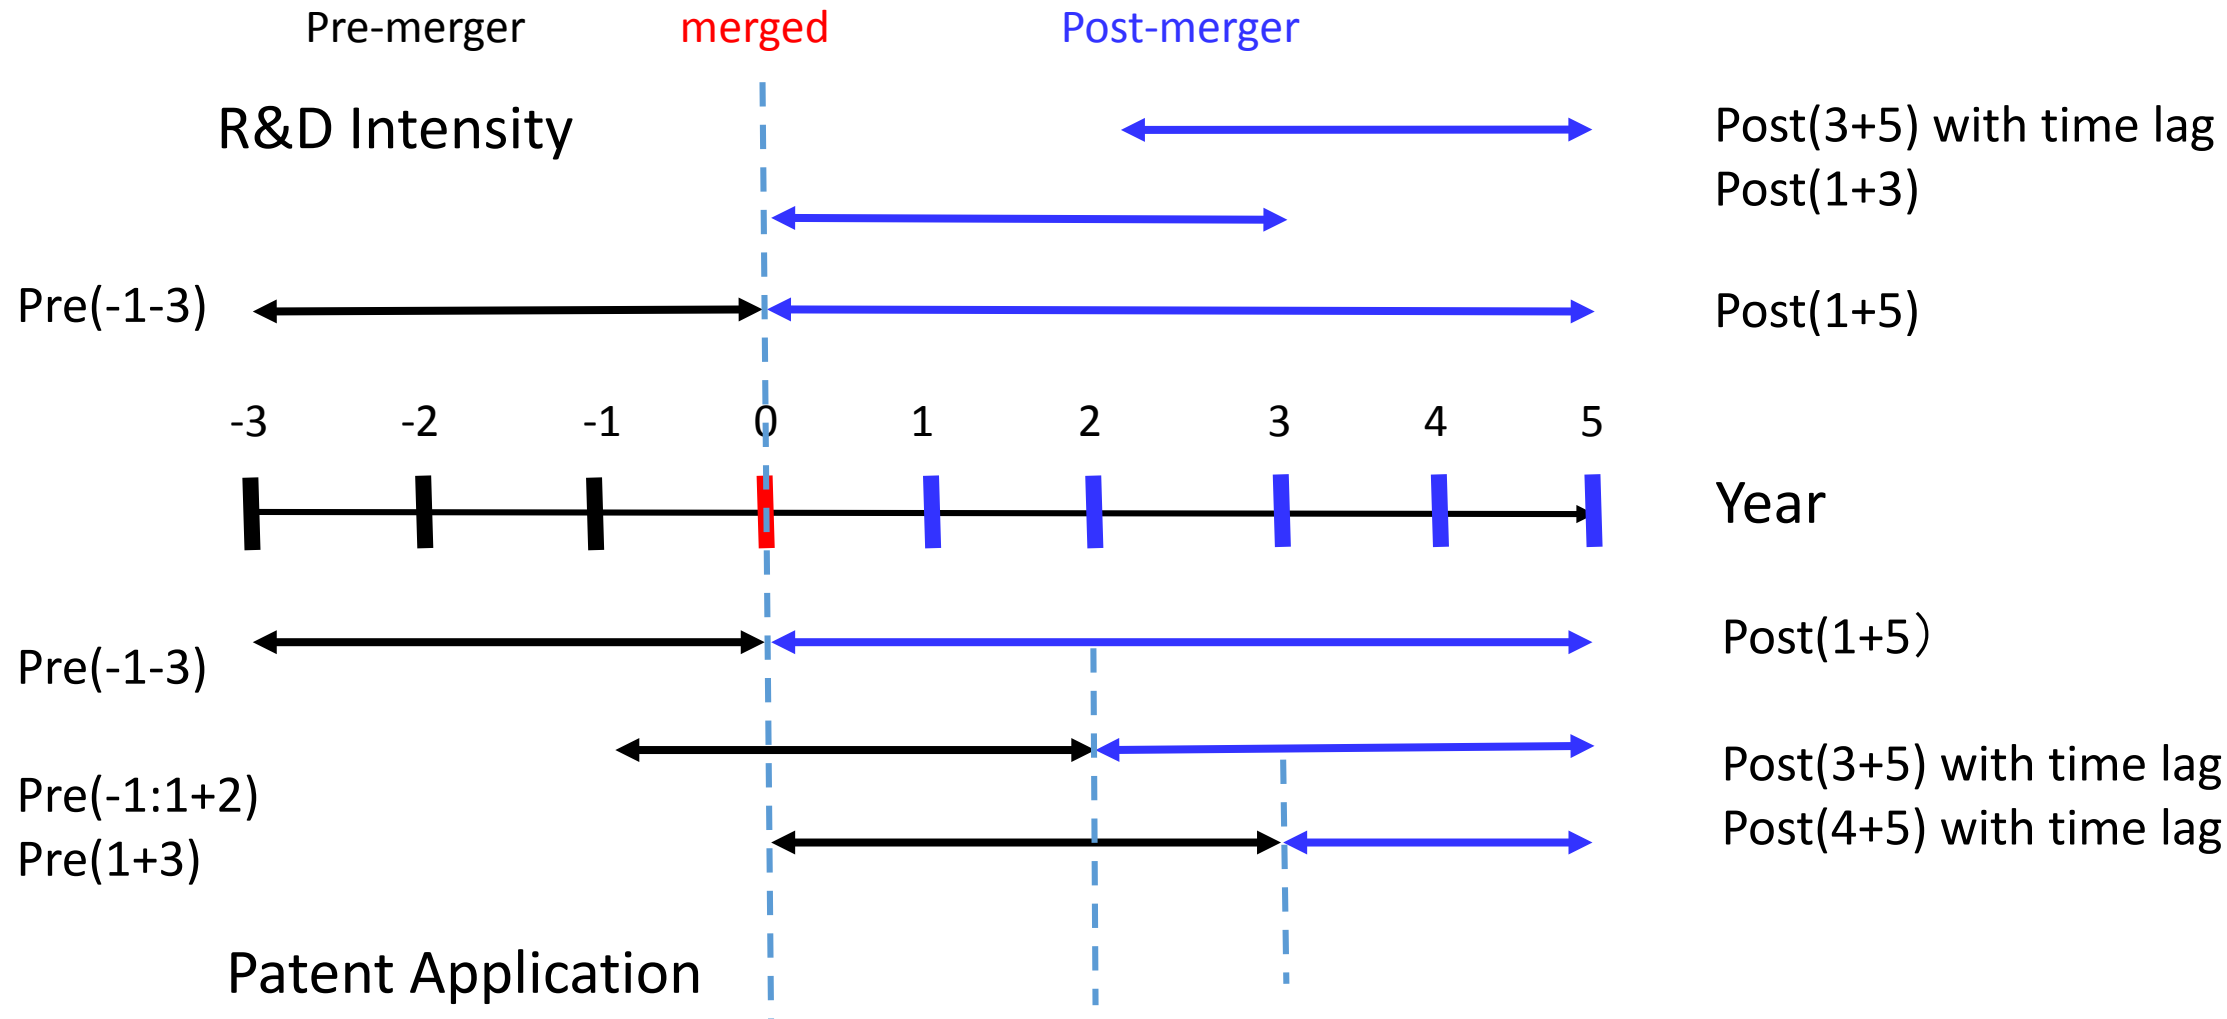 Pre-merger merged Post-merger
R&D Intensity Post(3+5) with time lag
Post(1+3)
Pre(-1-3) Post(1+5)
-3 -2 -1 0 1 2 3 4 5
Year
Pre(-1-3) Post(1+5）
Pre(-1:1+2) Post(3+5) with time lag
Pre(1+3) Post(4+5) with time lag
Patent Application